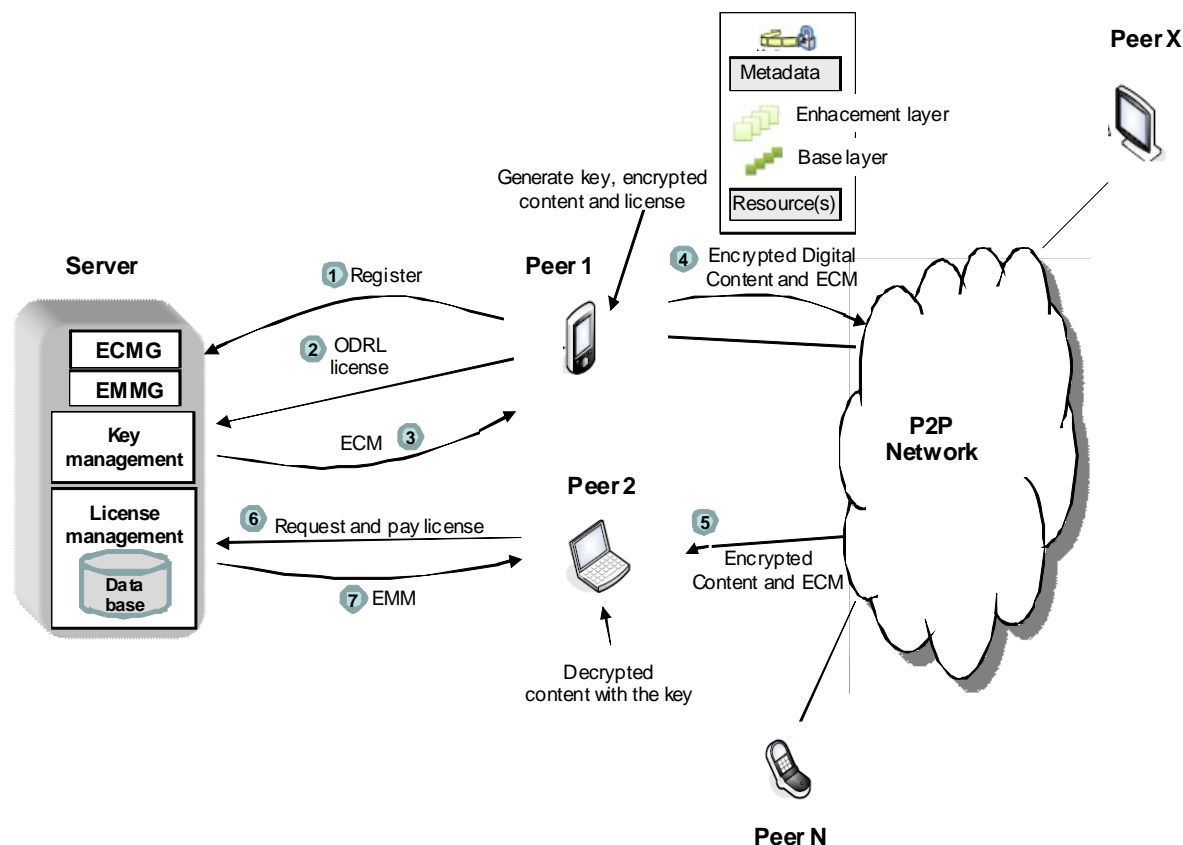 Peer X
Metadata
Enhacement layer
Base layer
Resource(s)
Generate key, encrypted
content and license
Server
1 Register
Peer 1
4 Encrypted Digital
Content and ECM
ECMG
EMMG
2 ODRL
license
Key
management
ECM 3
P2P
Network
Peer 2
License
management
Data
base
6 Request and pay license
5
Encrypted
Content and ECM
7 EMM
Decrypted
content with the key
Peer N